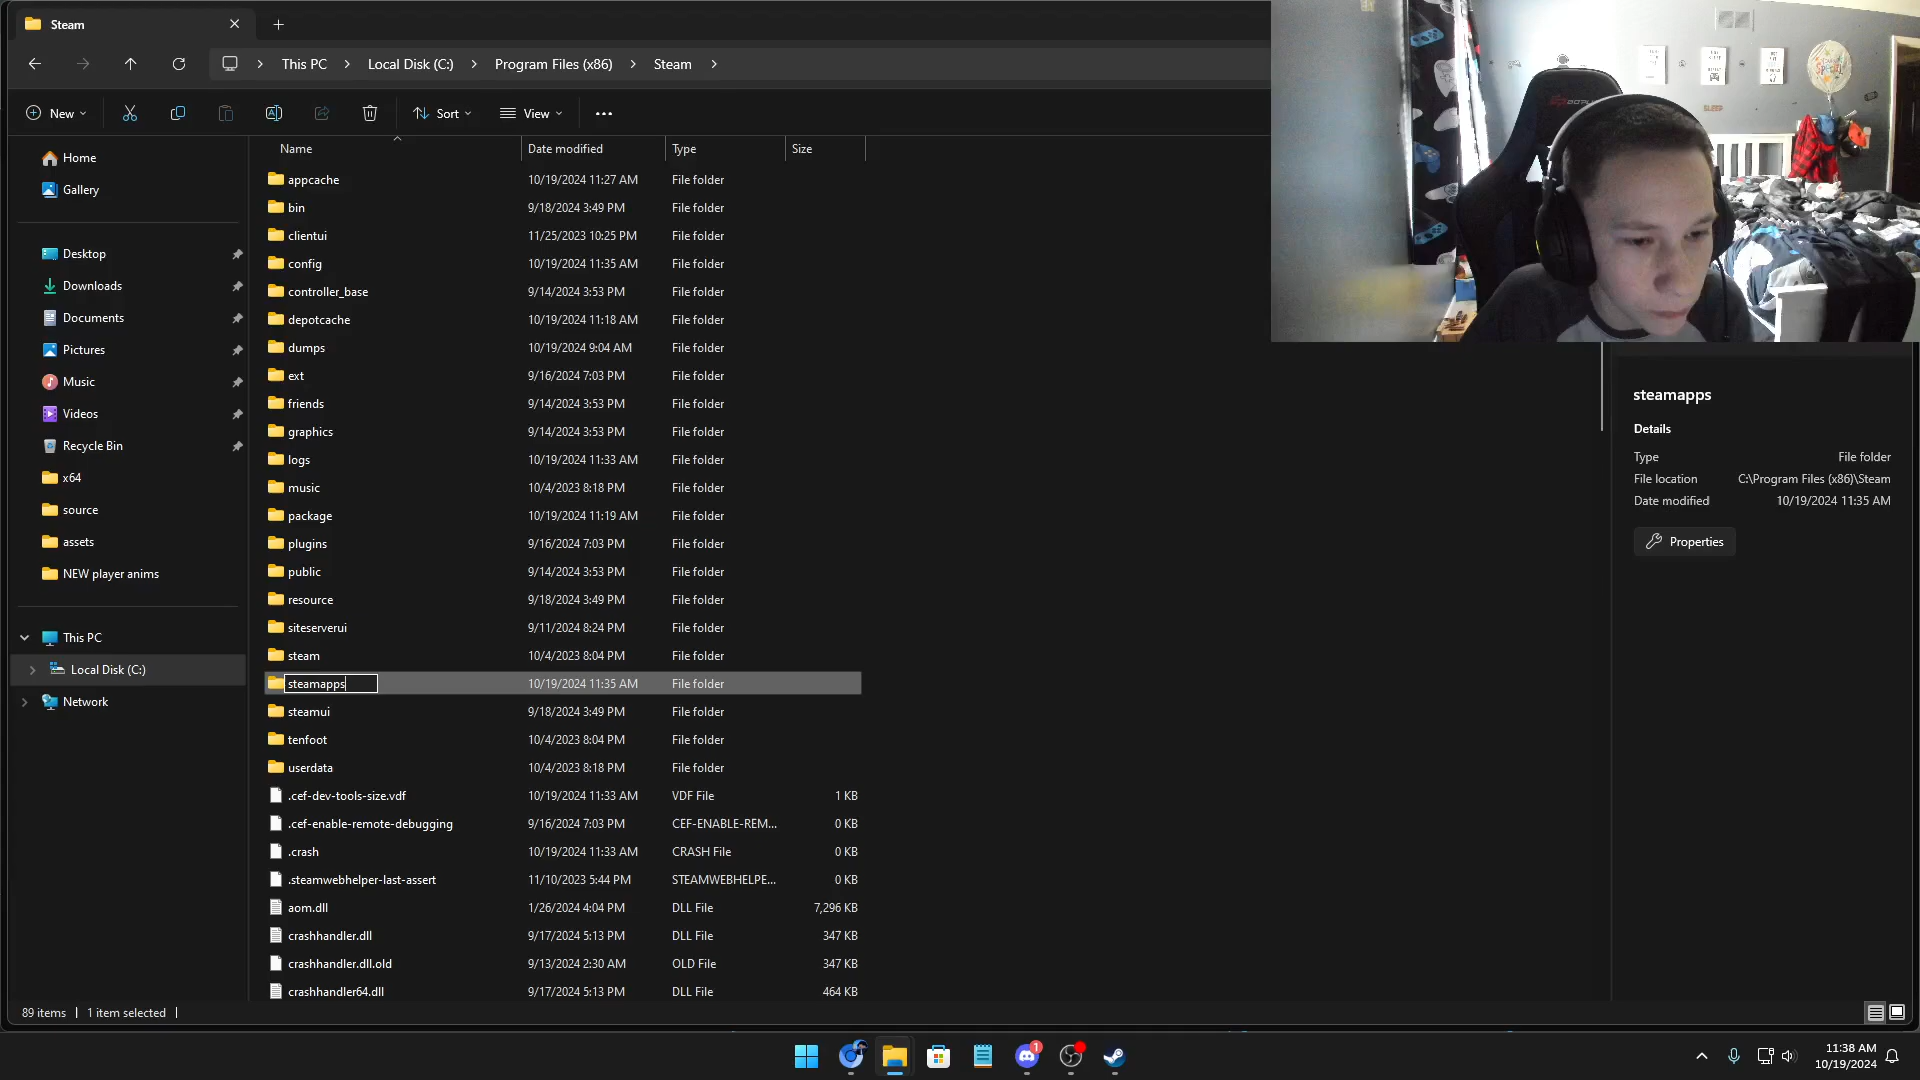 Steam
This PC
Local Disk (C:)
Program Files (x86)
Steam
New
Sort
View
Name
Date modified
Type
Size
Home
Gallery
Desktop
Downloads
Documents
Pictures
Music
Videos
Recycle Bin
x64
source
assets
NEW player anims
This PC
Local Disk (C:)
Network
appcache 10/19/2024 11:27 AM File folder
bin 9/18/2024 3:49 PM File folder
clientui 11/25/2023 10:25 PM File folder
config 10/19/2024 11:35 AM File folder
controller_base 9/14/2024 3:53 PM File folder
depotcache 10/19/2024 11:18 AM File folder
dumps 10/19/2024 9:04 AM File folder
ext 9/16/2024 7:03 PM File folder
friends 9/14/2024 3:53 PM File folder
graphics 9/14/2024 3:53 PM File folder
logs 10/19/2024 11:33 AM File folder
music 10/4/2023 8:18 PM File folder
package 10/19/2024 11:19 AM File folder
plugins 9/16/2024 7:03 PM File folder
public 9/14/2024 3:53 PM File folder
resource 9/18/2024 3:49 PM File folder
siteserverui 9/11/2024 8:24 PM File folder
steam 10/4/2023 8:04 PM File folder
steamapps 10/19/2024 11:35 AM File folder
steamui 9/18/2024 3:49 PM File folder
tenfoot 10/4/2023 8:04 PM File folder
userdata 10/4/2023 8:18 PM File folder
.cef-dev-tools-size.vdf 10/19/2024 11:33 AM VDF File 1 KB
.cef-enable-remote-debugging 9/16/2024 7:03 PM CEF-ENABLE-REM... 0 KB
.crash 10/19/2024 11:33 AM CRASH File 0 KB
.steamwebhelper-last-assert 11/10/2023 5:44 PM STEAMWEBHELPE... 0 KB
aom.dll 1/26/2024 4:04 PM DLL File 7,296 KB
crashhandler.dll 9/17/2024 5:13 PM DLL File 347 KB
crashhandler.dll.old 9/13/2024 2:30 AM OLD File 347 KB
crashhandler64.dll 9/17/2024 5:13 PM DLL File 464 KB
SLEEP
steamapps
Details
Type File folder
File location C:\Program Files (x86)\Steam
Date modified 10/19/2024 11:35 AM
Properties
89 items
1 item selected
1
11:38 AM
10/19/2024